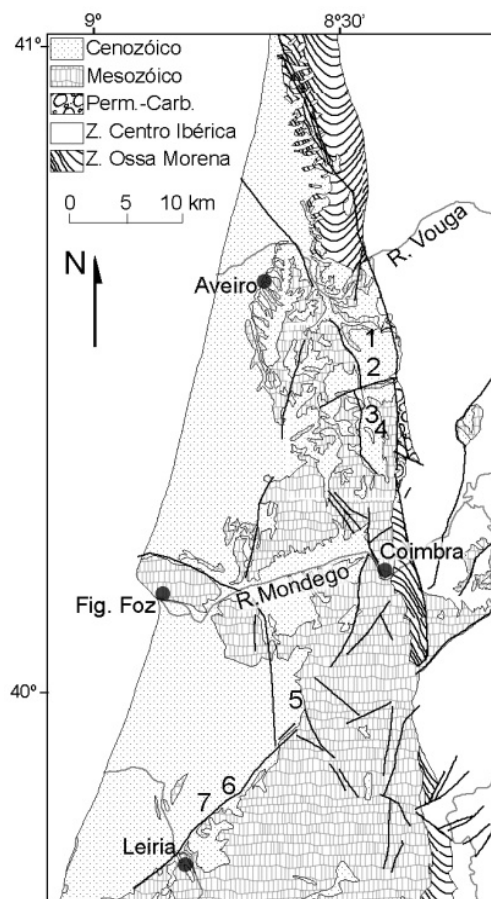 9°
8°30'
41°
Cenozóico
Mesozóico
Perm.-Carb.
Z. Centro Ibérica
Z. Ossa Morena
0 5 10 km
N
R. Vouga
Aveiro
1
2
3
4
Coimbra
R.Mondego
Fig. Foz
40°
5
6
7
Leiria